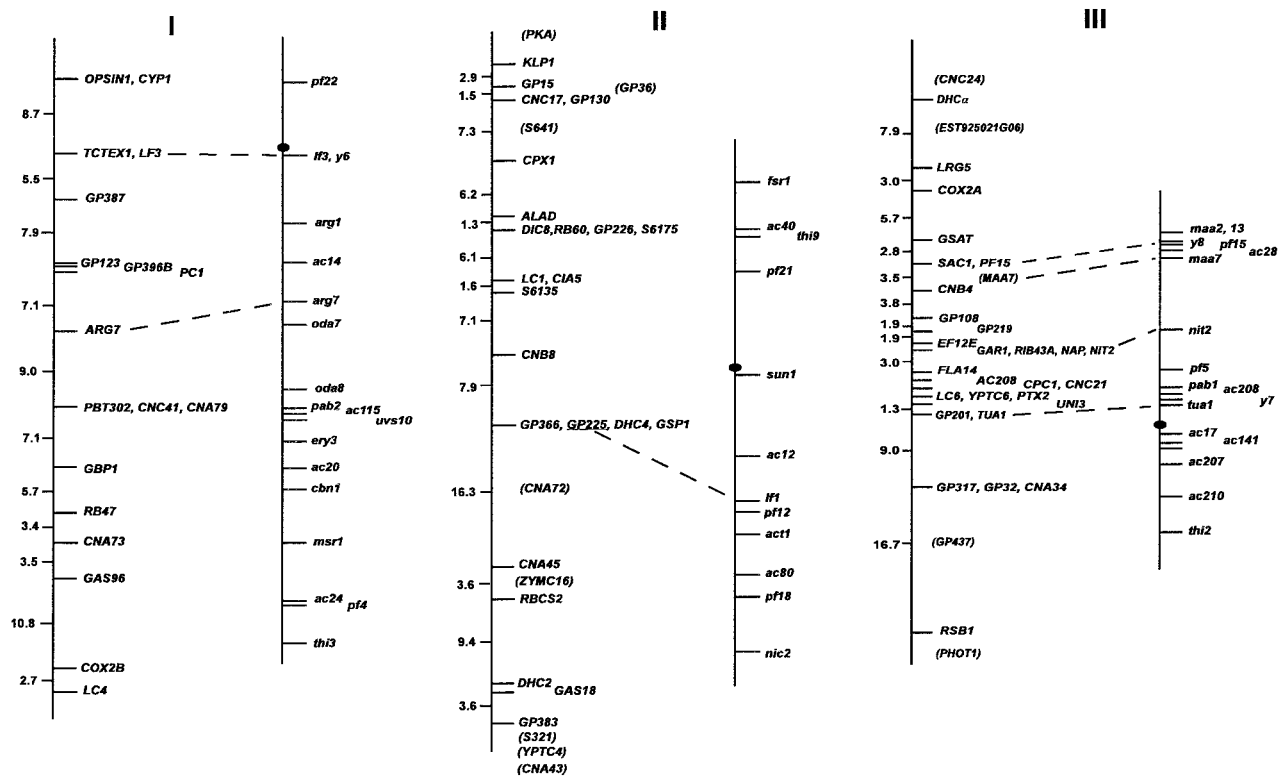 I
OPSIN1, CYP1
8.7
TCTEX1, LF3
5.5
GP387
7.9
GP123 GP396B PC1
7.1
ARG7
9.0
PBT302, CNC41, CNA79
7.1
GBP1
5.7
RB47
3.4
CNA73
3.5
GAS96
10.8
COX2B
2.7
LC4
pf22
lf3, y6
arg1
ac14
arg7
oda7
oda8
pab2 ac115
uvs10
ery3
ac20
cbn1
msr1
ac24 pf4
thi3
II
(PKA)
KLP1
2.9
GP15 (GP36)
1.5
CNC17, GP130
7.3 (S641)
CPX1
6.2
ALAD
1.3
DIC8,RB60, GP226, S6175
6.1
LC1, CIA5
1.6
S6135
7.1
CNB8
7.9
GP366, GP225, DHC4, GSP1
16.3 (CNA72)
CNA45
3.6 (ZYMC16)
RBCS2
9.4
DHC2 GAS18
3.6
GP383
(S321)
(YPTC4)
(CNA43)
fsr1
ac40
thi9
pf21
sun1
ac12
lf1
pf12
act1
ac80
pf18
nic2
III
(CNC24)
DHCα
7.9 (EST925021G06)
LRG5
3.0
COX2A
5.7
GSAT
2.8
SAC1, PF15
3.5 (MAA7)
CNB4
3.8
GP108
1.9 GP219
1.9
EF12E GAR1, RIB43A, NAP, NIT2
3.0
FLA14
AC208 CPC1, CNC21
LC6, YPTC6, PTX2
UNI3
1.3
GP201, TUA1
9.0
GP317, GP32, CNA34
16.7 (GP437)
RSB1
(PHOT1)
maa2, 13
y8 pf15 ac28
maa7
nit2
pf5
pab1 ac208
y7
tua1
ac17 ac141
ac207
ac210
thi2